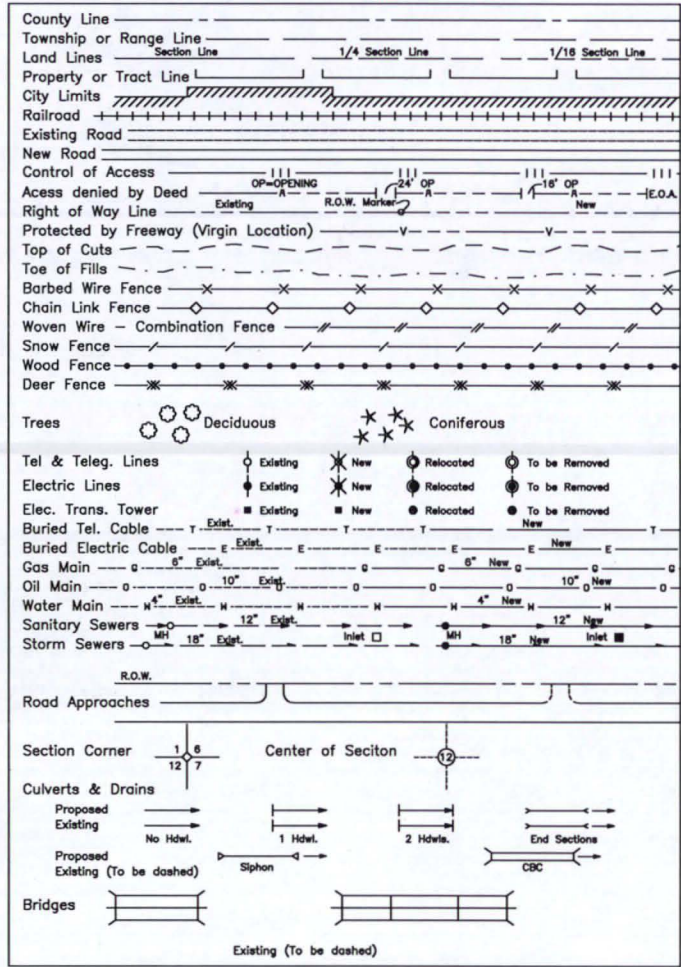 County Line
Township or Range Line
Land Lines Section Line 1/4 Section Line 1/16 Section Line
Property or Tract Line
City Limits
Railroad
Existing Road
New Road
Control of Access
OP=OPENING 24' OP 16' OP
Acess denied by Deed A A A E.O.A.
Right of Way Line Existing R.O.W. Marker New
Protected by Freeway (Virgin Location) V V
Top of Cuts
Toe of Fills
Barbed Wire Fence
Chain Link Fence
Woven Wire – Combination Fence
Snow Fence
Wood Fence
Deer Fence
Trees Deciduous Coniferous
Tel & Teleg. Lines Existing New Relocated To be Removed
Electric Lines Existing New Relocated To be Removed
Elec. Trans. Tower Existing New Relocated To be Removed
Buried Tel. Cable T Exist. T T T New T
Buried Electric Cable E Exist. E E E E New E
Gas Main G 6" Exist. G G G 6" New G G G
Oil Main O O 10" Exist. O O O O O 10" New O
Water Main W 4" Exist. W W W W 4" New W W
Sanitary Sewers 12" Exist. 12" New
Storm Sewers MH 18" Exist. Inlet MH 18" New Inlet
R.O.W.
Road Approaches
Section Corner 1 6 Center of Seciton 12
12 7
Culverts & Drains
Proposed
Existing
No Hdwl. 1 Hdwl. 2 Hdwls. End Sections
Proposed
Existing (To be dashed) Siphon CBC
Bridges
Existing (To be dashed)